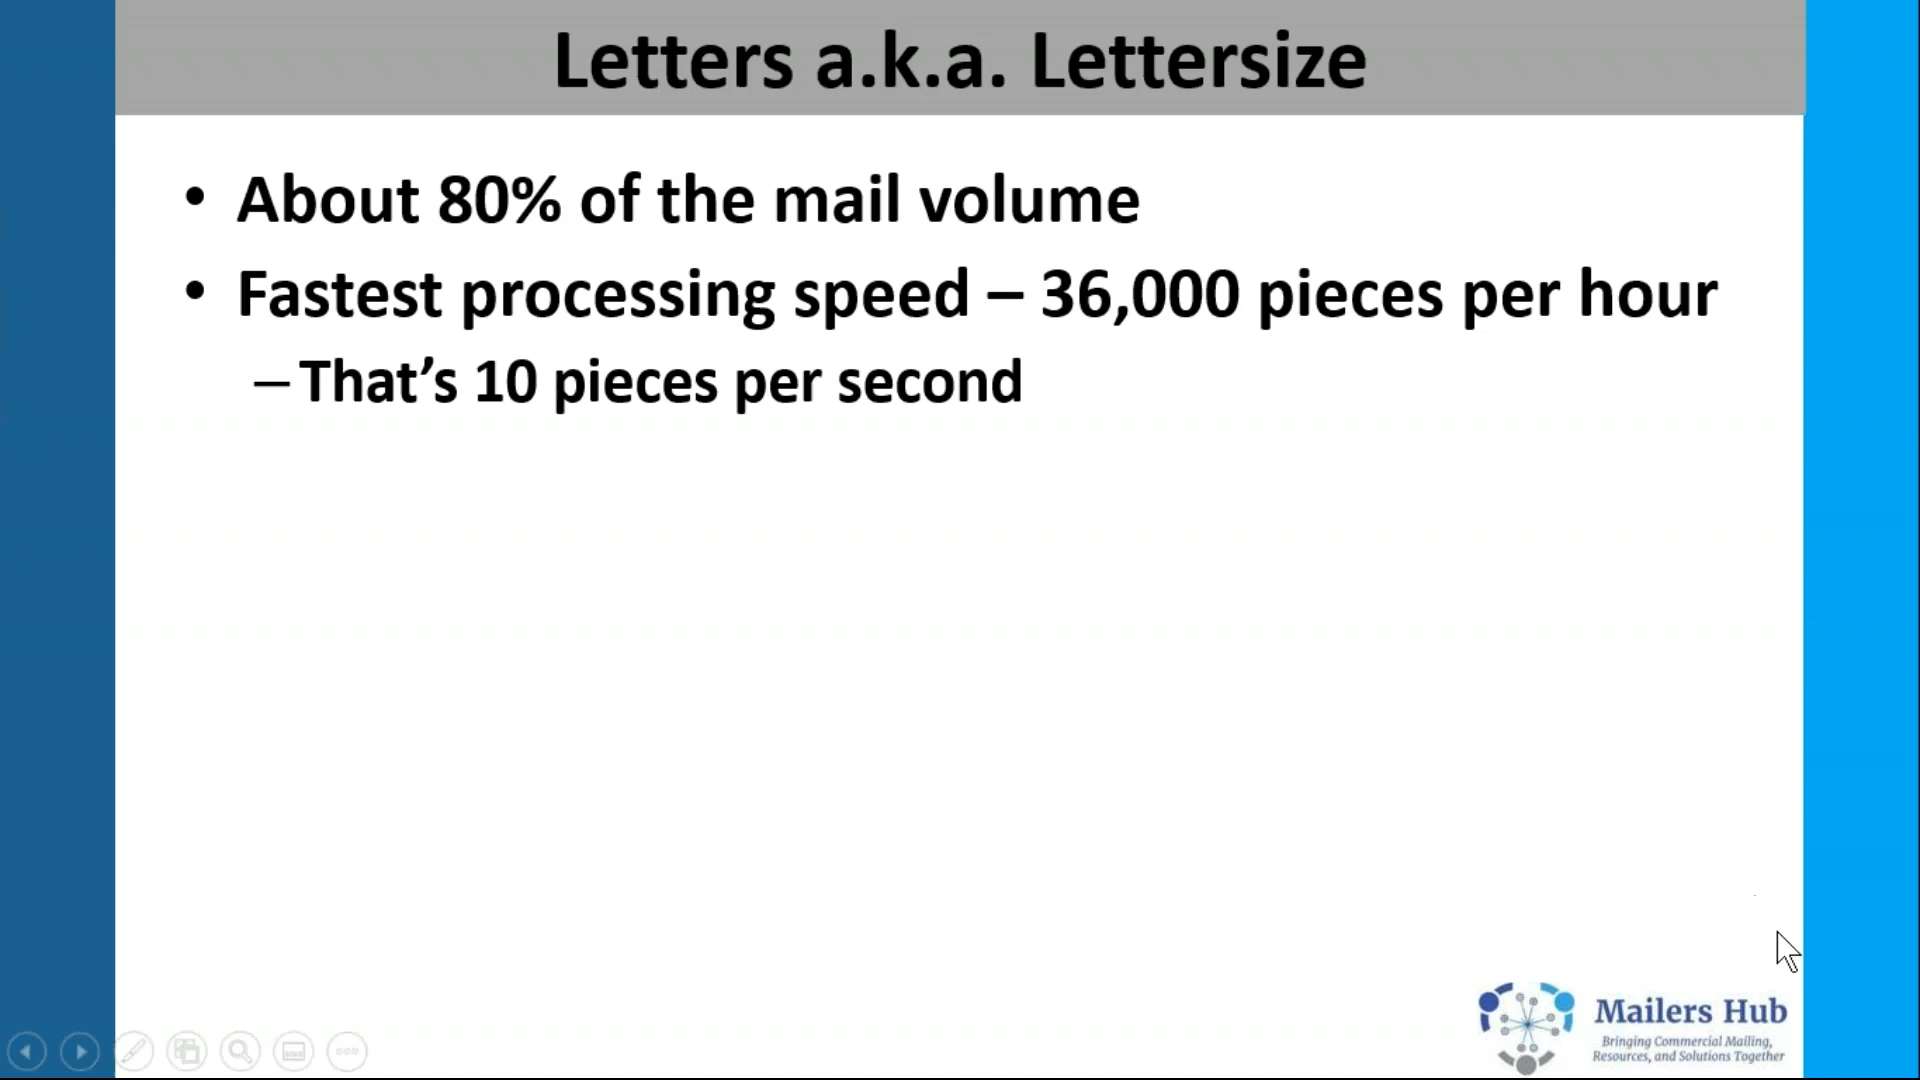 Letters a.k.a. Lettersize
• About 80% of the mail volume
• Fastest processing speed – 36,000 pieces per hour
– That’s 10 pieces per second
Mailers Hub
Bringing Commercial Mailing,
Resources, and Solutions Together